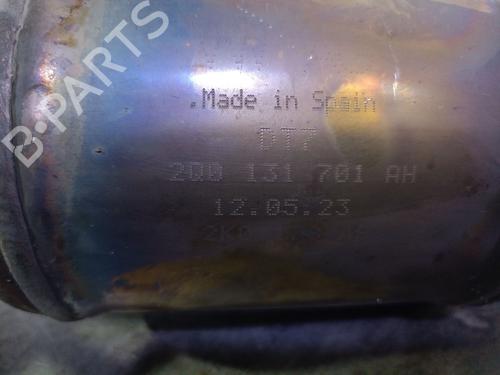 B-PARTS
.Made in Spain
DT7
2Q0 131 701 AH
12.05.23